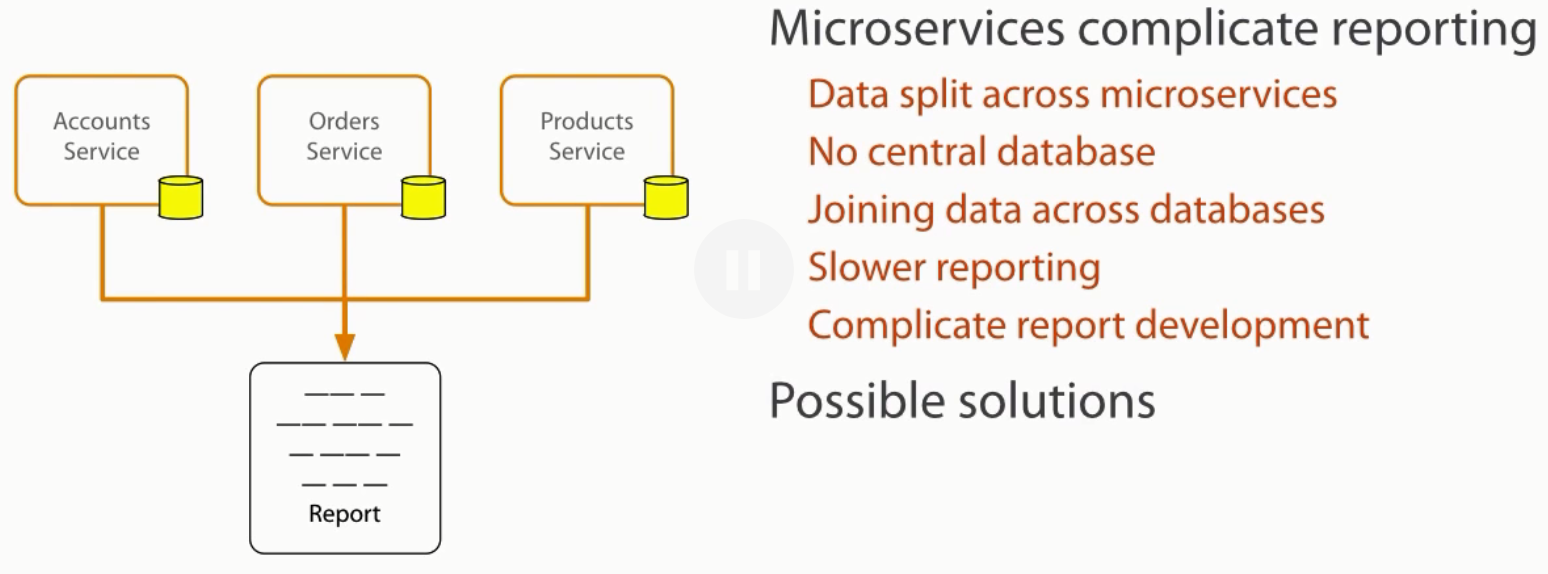 Accounts
Service
Orders
Service
Products
Service
Report
Microservices complicate reporting
Data split across microservices
No central database
Joining data across databases
Slower reporting
Complicate report development
Possible solutions